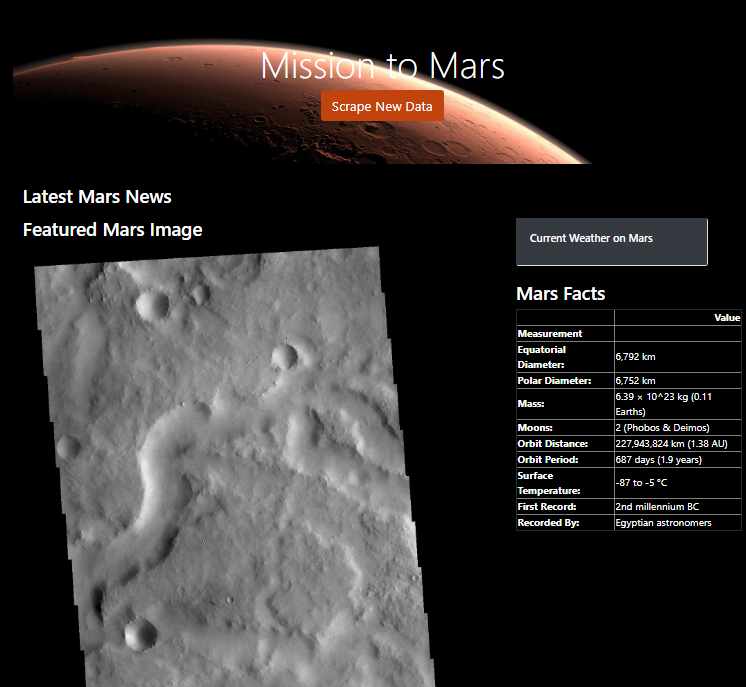 Mission to Mars
Scrape New Data
Latest Mars News
Featured Mars Image
Current Weather on Mars
Mars Facts
Value
Measurement
Equatorial Diameter: 6,792 km
Polar Diameter: 6,752 km
Mass: 6.39 × 10^23 kg (0.11 Earths)
Moons: 2 (Phobos & Deimos)
Orbit Distance: 227,943,824 km (1.38 AU)
Orbit Period: 687 days (1.9 years)
Surface Temperature: -87 to -5 °C
First Record: 2nd millennium BC
Recorded By: Egyptian astronomers